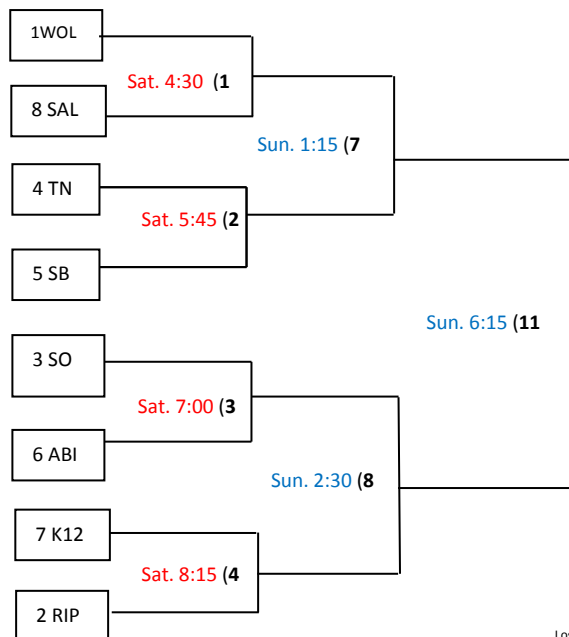 1WOL
Sat. 4:30 (1
8 SAL
Sun. 1:15 (7
4 TN
Sat. 5:45 (2
5 SB
Sun. 6:15 (11
3 SO
Sat. 7:00 (3
6 ABI
Sun. 2:30 (8
7 K12
Sat. 8:15 (4
2 RIP